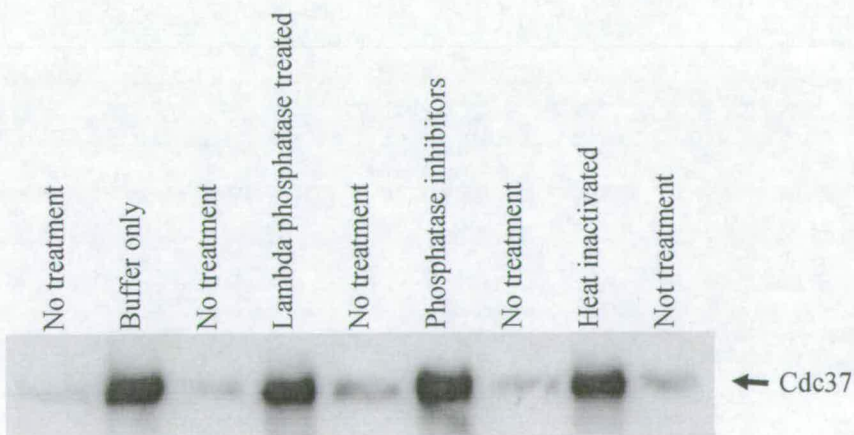 No treatment
Buffer only
No treatment
Lambda phosphatase treated
No treatment
Phosphatase inhibitors
No treatment
Heat inactivated
Not treatment
Cdc37